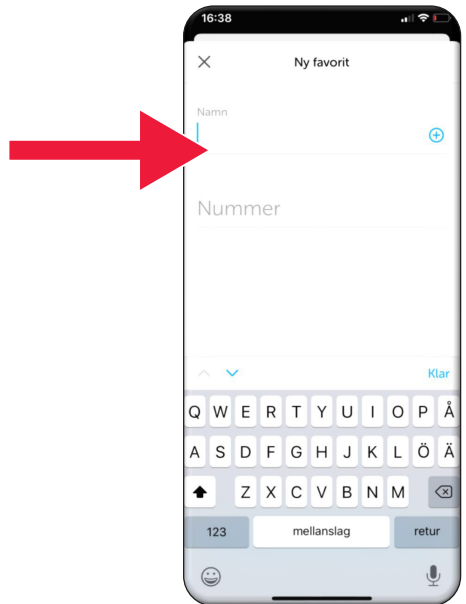 16:38
Ny favorit
Namn
Nummer
Klar
Q W E R T Y U I O P Å
A S D F G H J K L Ö Ä
Z X C V B N M
123 mellanslag retur